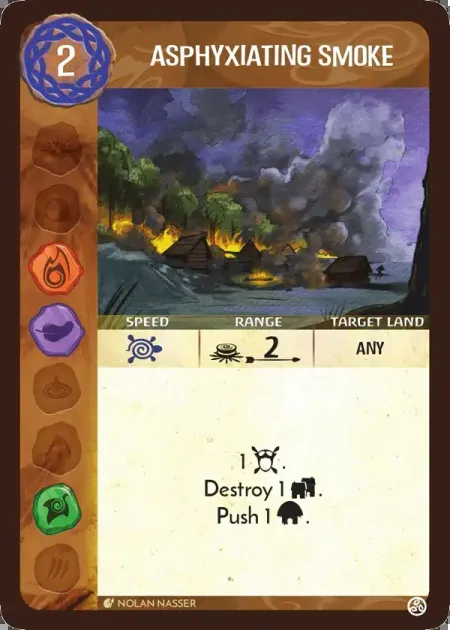 2
ASPHYXIATING SMOKE
SPEED RANGE TARGET LAND
2 ANY
1 .
Destroy 1 .
Push 1 .
NOLAN NASSER